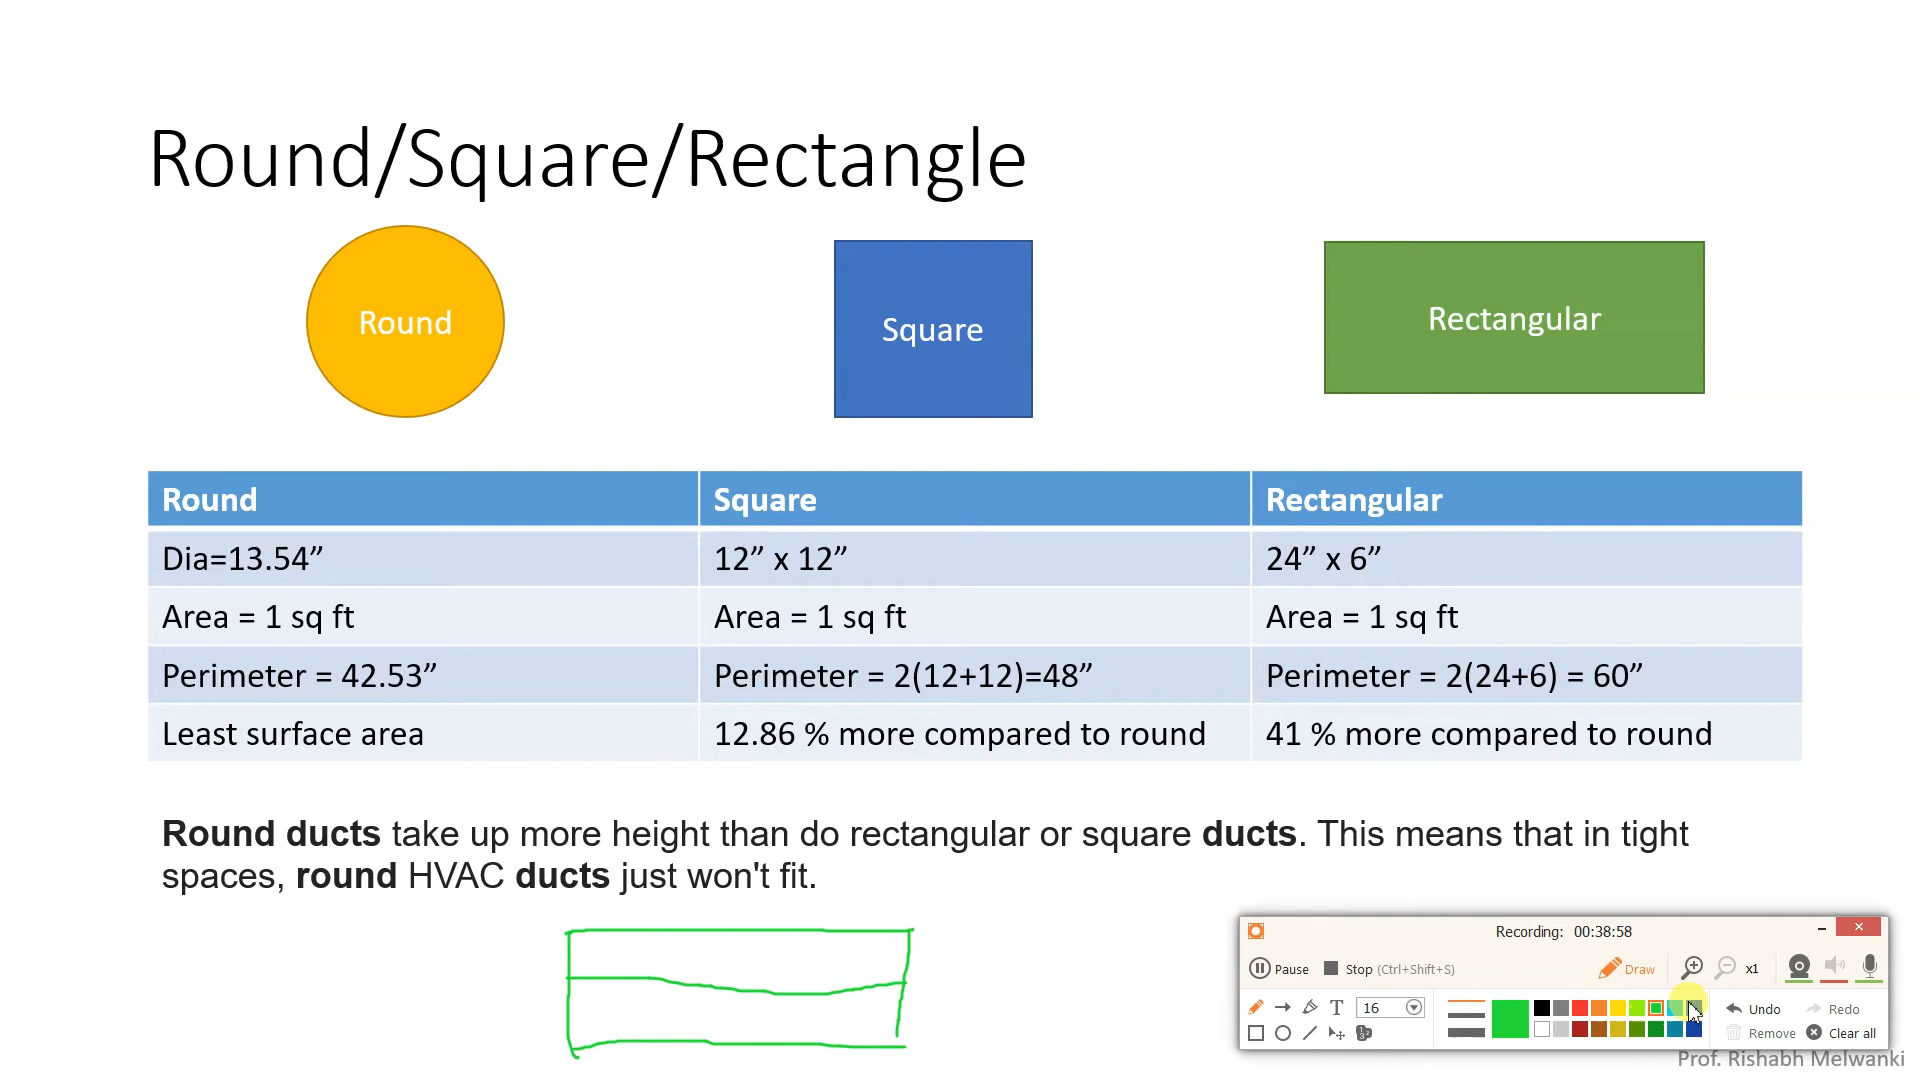 Round/Square/Rectangle
Round
Square
Rectangular
Round Square Rectangular
Dia=13.54” 12” x 12” 24” x 6”
Area = 1 sq ft Area = 1 sq ft Area = 1 sq ft
Perimeter = 42.53” Perimeter = 2(12+12)=48” Perimeter = 2(24+6) = 60”
Least surface area 12.86 % more compared to round 41 % more compared to round
Round ducts take up more height than do rectangular or square ducts. This means that in tight
spaces, round HVAC ducts just won't fit.
Recording: 00:38:58
Pause Stop (Ctrl+Shift+S) Draw x1
T 16 Undo Redo
Remove Clear all
Prof. Rishabh Melwanki